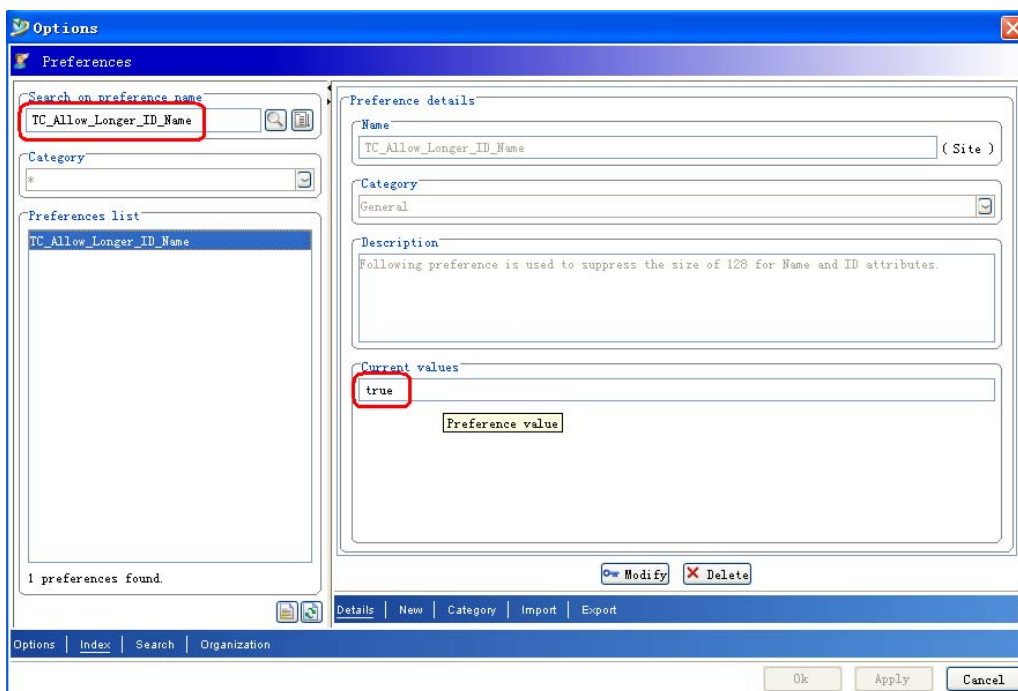 Options
Preferences
Search on preference name
TC_Allow_Longer_ID_Name
Category
*
Preferences list
TC_Allow_Longer_ID_Name
1 preferences found.
Preference details
Name
TC_Allow_Longer_ID_Name
( Site )
Category
General
Description
Following preference is used to suppress the size of 128 for Name and ID attributes.
Current values
true
Preference value
Modify
Delete
Details | New | Category | Import | Export
Options | Index | Search | Organization
Ok
Apply
Cancel